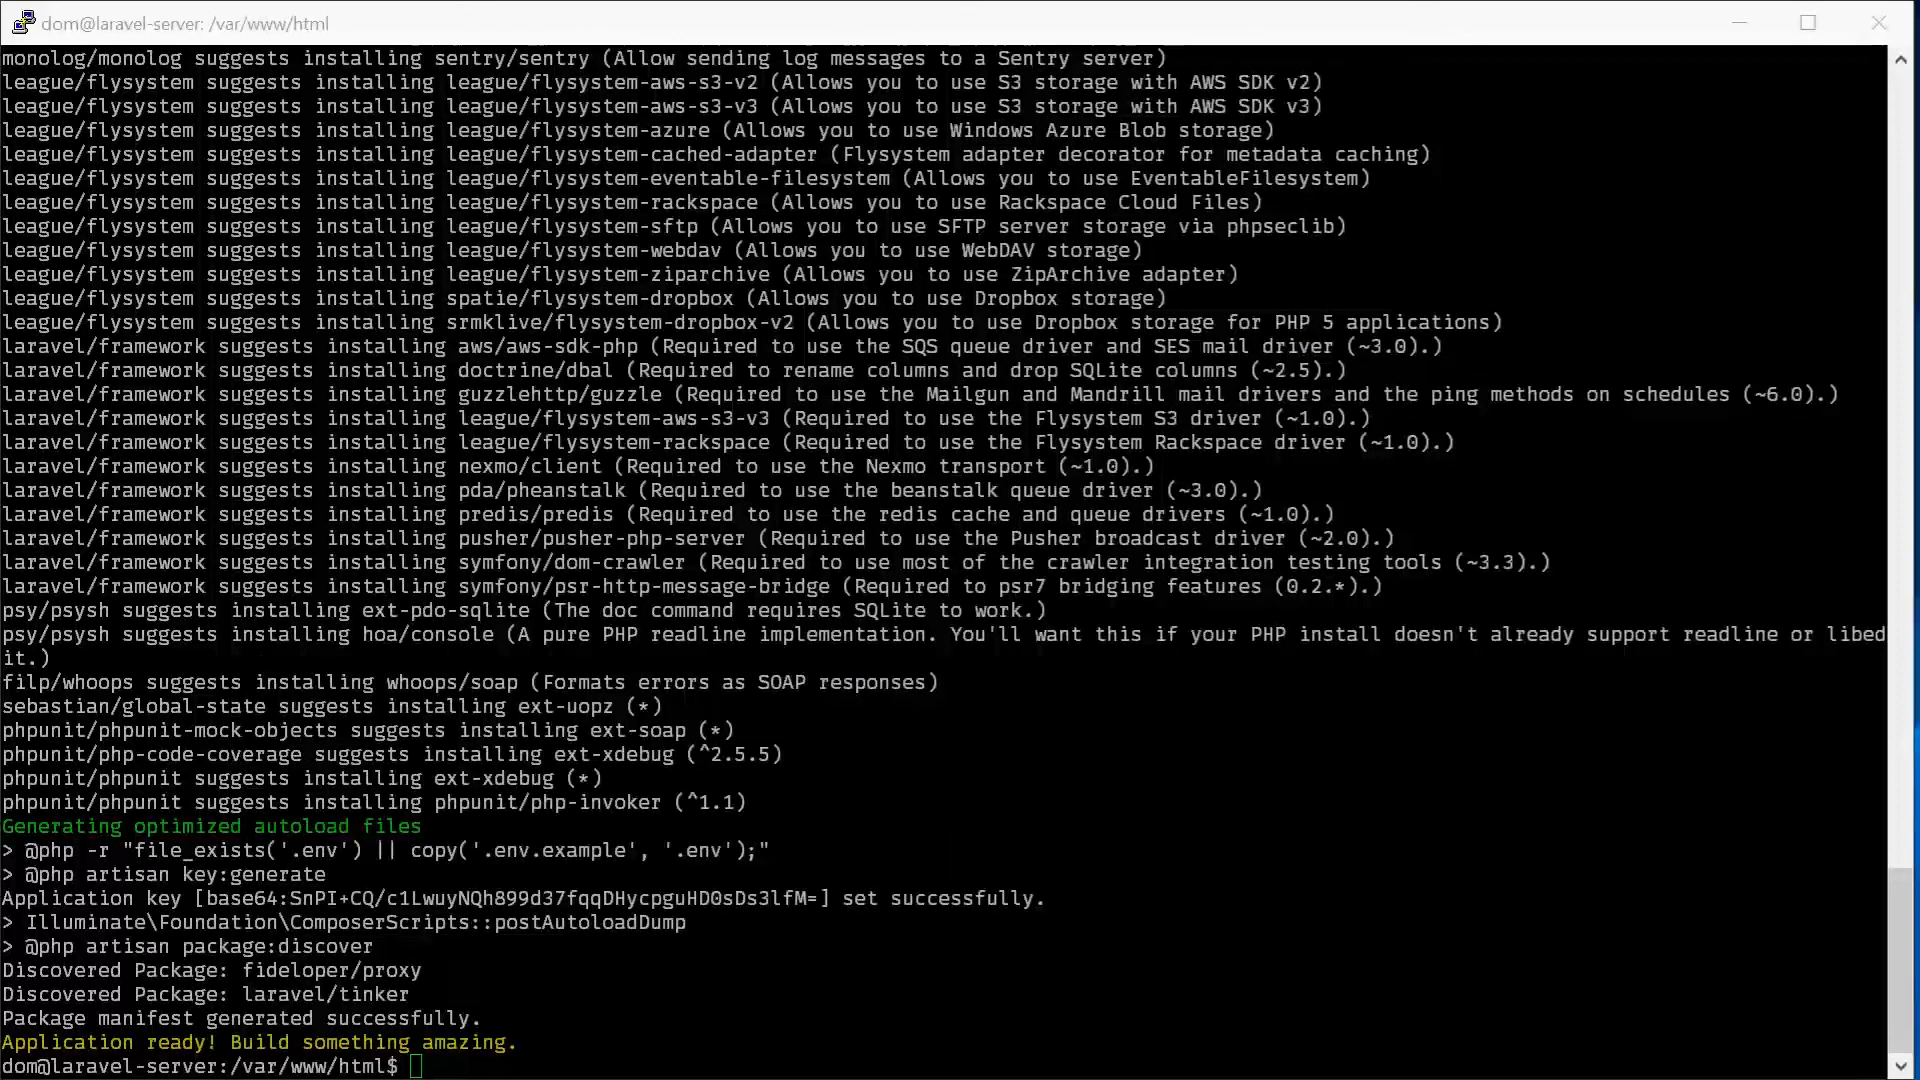 dom@laravel-server: /var/www/html
monolog/monolog suggests installing sentry/sentry (Allow sending log messages to a Sentry server)
league/flysystem suggests installing league/flysystem-aws-s3-v2 (Allows you to use S3 storage with AWS SDK v2)
league/flysystem suggests installing league/flysystem-aws-s3-v3 (Allows you to use S3 storage with AWS SDK v3)
league/flysystem suggests installing league/flysystem-azure (Allows you to use Windows Azure Blob storage)
league/flysystem suggests installing league/flysystem-cached-adapter (Flysystem adapter decorator for metadata caching)
league/flysystem suggests installing league/flysystem-eventable-filesystem (Allows you to use EventableFilesystem)
league/flysystem suggests installing league/flysystem-rackspace (Allows you to use Rackspace Cloud Files)
league/flysystem suggests installing league/flysystem-sftp (Allows you to use SFTP server storage via phpseclib)
league/flysystem suggests installing league/flysystem-webdav (Allows you to use WebDAV storage)
league/flysystem suggests installing league/flysystem-ziparchive (Allows you to use ZipArchive adapter)
league/flysystem suggests installing spatie/flysystem-dropbox (Allows you to use Dropbox storage)
league/flysystem suggests installing srmklive/flysystem-dropbox-v2 (Allows you to use Dropbox storage for PHP 5 applications)
laravel/framework suggests installing aws/aws-sdk-php (Required to use the SQS queue driver and SES mail driver (~3.0).)
laravel/framework suggests installing doctrine/dbal (Required to rename columns and drop SQLite columns (~2.5).)
laravel/framework suggests installing guzzlehttp/guzzle (Required to use the Mailgun and Mandrill mail drivers and the ping methods on schedules (~6.0).)
laravel/framework suggests installing league/flysystem-aws-s3-v3 (Required to use the Flysystem S3 driver (~1.0).)
laravel/framework suggests installing league/flysystem-rackspace (Required to use the Flysystem Rackspace driver (~1.0).)
laravel/framework suggests installing nexmo/client (Required to use the Nexmo transport (~1.0).)
laravel/framework suggests installing pda/pheanstalk (Required to use the beanstalk queue driver (~3.0).)
laravel/framework suggests installing predis/predis (Required to use the redis cache and queue drivers (~1.0).)
laravel/framework suggests installing pusher/pusher-php-server (Required to use the Pusher broadcast driver (~2.0).)
laravel/framework suggests installing symfony/dom-crawler (Required to use most of the crawler integration testing tools (~3.3).)
laravel/framework suggests installing symfony/psr-http-message-bridge (Required to psr7 bridging features (0.2.*).)
psy/psysh suggests installing ext-pdo-sqlite (The doc command requires SQLite to work.)
psy/psysh suggests installing hoa/console (A pure PHP readline implementation. You'll want this if your PHP install doesn't already support readline or libed
it.)
filp/whoops suggests installing whoops/soap (Formats errors as SOAP responses)
sebastian/global-state suggests installing ext-uopz (*)
phpunit/phpunit-mock-objects suggests installing ext-soap (*)
phpunit/php-code-coverage suggests installing ext-xdebug (^2.5.5)
phpunit/phpunit suggests installing ext-xdebug (*)
phpunit/phpunit suggests installing phpunit/php-invoker (^1.1)
Generating optimized autoload files
> @php -r "file_exists('.env') || copy('.env.example', '.env');"
> @php artisan key:generate
Application key [base64:SnPI+CQ/c1LwuyNQh899d37fqqDHycpguHD0sDs3lfM=] set successfully.
> Illuminate\Foundation\ComposerScripts::postAutoloadDump
> @php artisan package:discover
Discovered Package: fideloper/proxy
Discovered Package: laravel/tinker
Package manifest generated successfully.
Application ready! Build something amazing.
dom@laravel-server:/var/www/html$